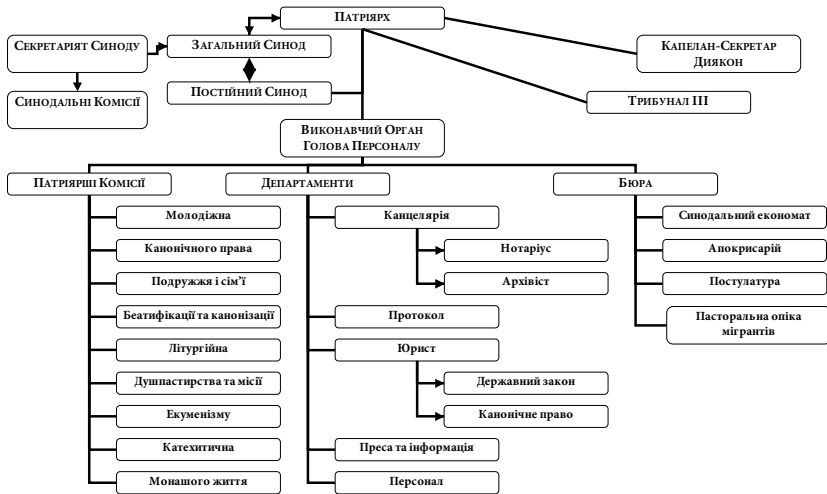 ПАТРІЯРХ
СЕКРЕТАРІЯТ СИНОДУ
ЗАГАЛЬНИЙ СИНОД
КАПЕЛАН-СЕКРЕТАР
ДИЯКОН
СИНОДАЛЬНІ КОМІСІЇ
ПОСТІЙНИЙ СИНОД
ТРИБУНАЛ III
ВИКОНАВЧИЙ ОРГАН
ГОЛОВА ПЕРСОНАЛУ
ПАТРІЯРШІ КОМІСІЇ
Молодіжна
Канонічного права
Подружжя і сім'ї
Беатифікації та канонізації
Літургійна
Душпастирства та місії
Екуменізму
Катехитична
Монашого життя
ДЕПАРТАМЕНТИ
Канцелярія
Нотаріус
Архівіст
Протокол
Юрист
Державний закон
Канонічне право
Преса та інформація
Персонал
БЮРА
Синодальний економат
Апокрисарій
Постулатура
Пасторальна опіка
мігрантів